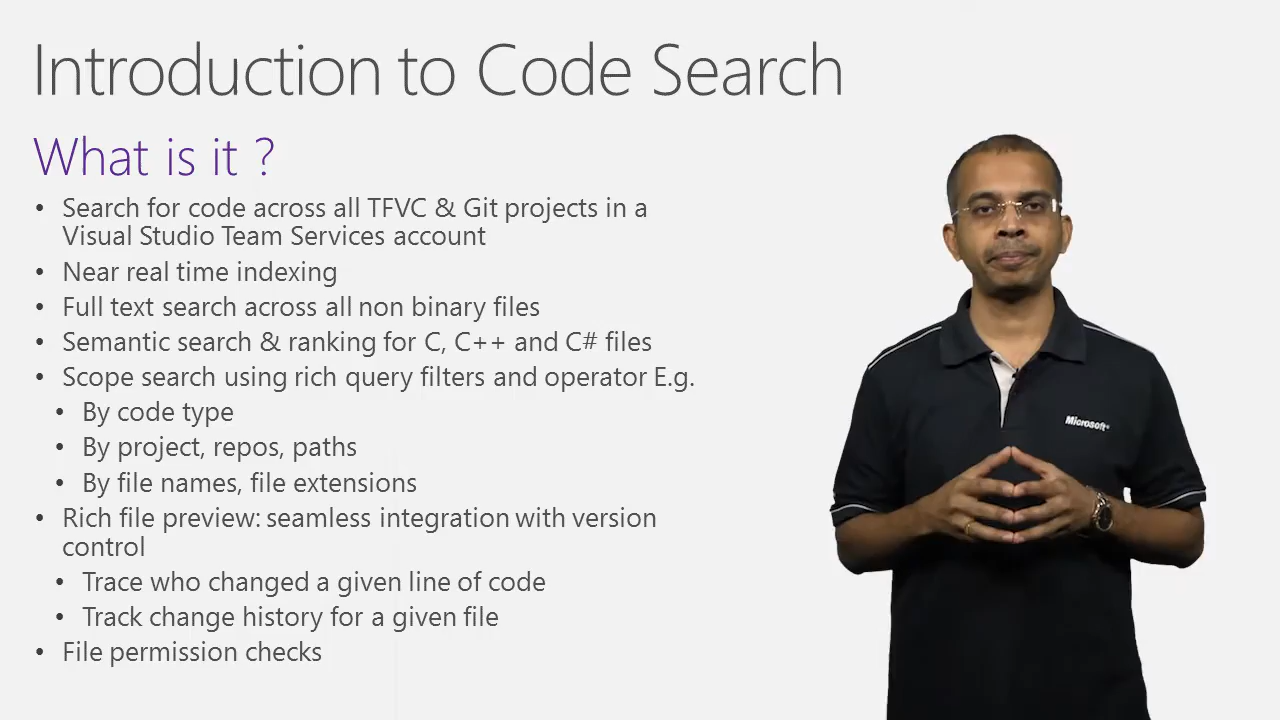 Introduction to Code Search
What is it ?
• Search for code across all TFVC & Git projects in a
Visual Studio Team Services account
• Near real time indexing
• Full text search across all non binary files
• Semantic search & ranking for C, C++ and C# files
• Scope search using rich query filters and operator E.g.
• By code type
• By project, repos, paths
• By file names, file extensions
• Rich file preview: seamless integration with version
control
• Trace who changed a given line of code
• Track change history for a given file
• File permission checks
Microsoft